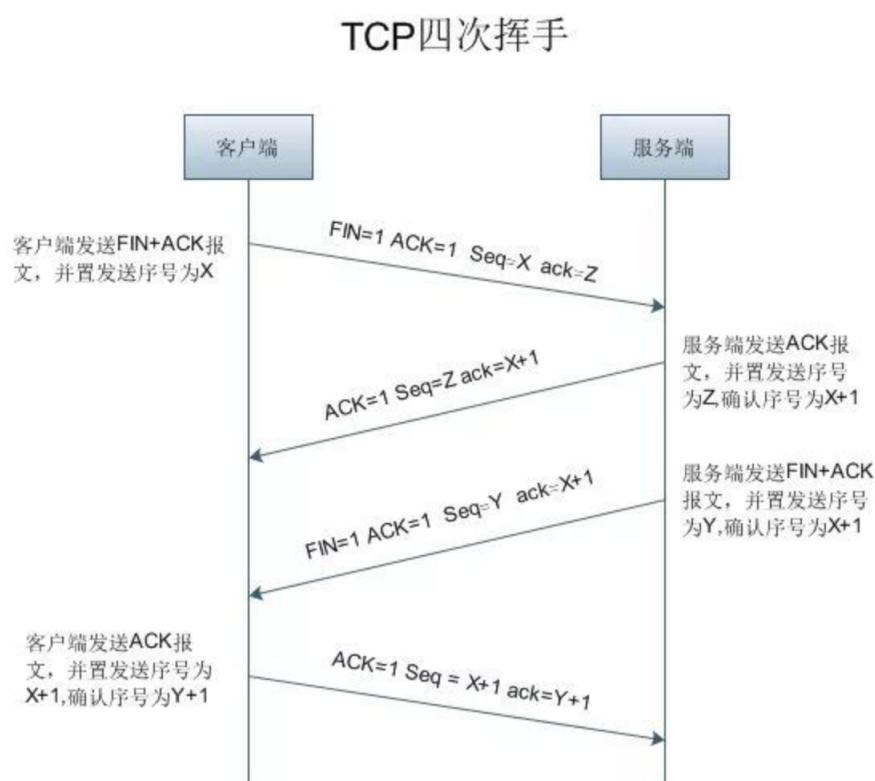 TCP四次挥手
客户端
服务端
客户端发送FIN+ACK报
文，并置发送序号为X
FIN=1 ACK=1 Seq=X ack=Z
服务端发送ACK报
文，并置发送序号
为Z,确认序号为X+1
ACK=1 Seq=Z ack=X+1
服务端发送FIN+ACK
报文，并置发送序号
为Y,确认序号为X+1
FIN=1 ACK=1 Seq=Y ack=X+1
客户端发送ACK报
文，并置发送序号为
X+1,确认序号为Y+1
ACK=1 Seq = X+1 ack=Y+1